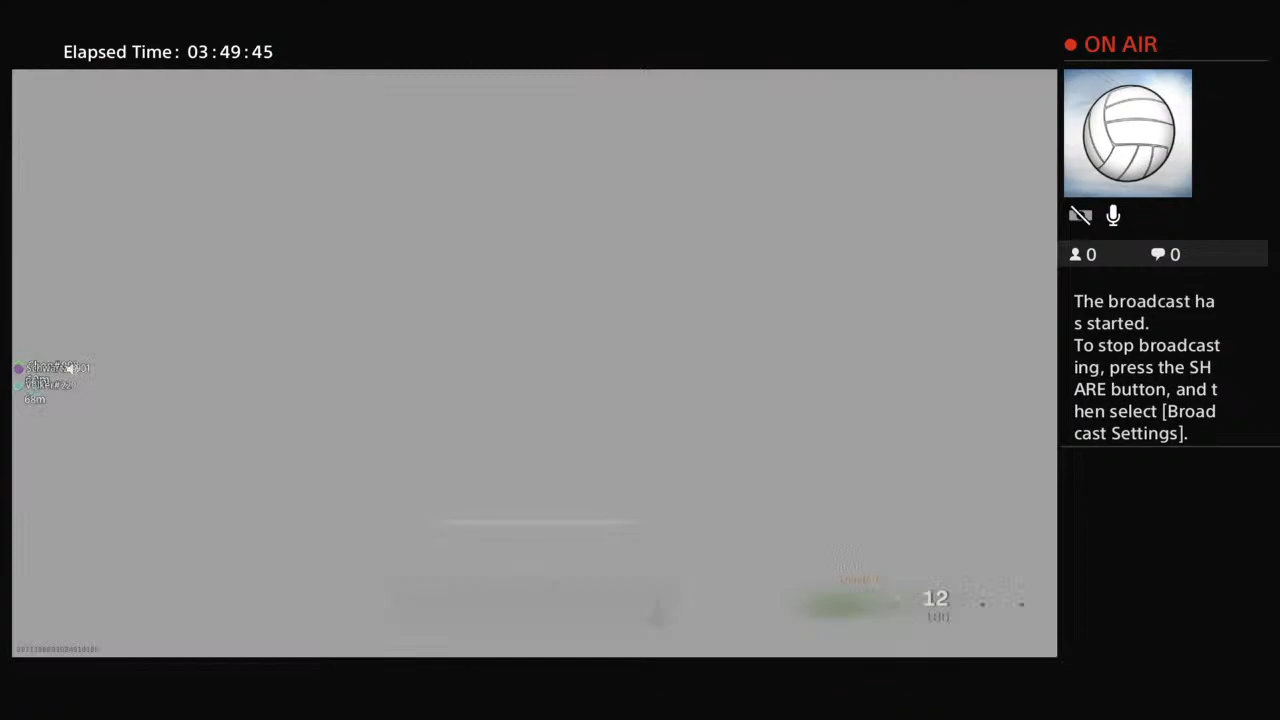 Elapsed Time: 03:49:45
ON AIR
0
0
The broadcast ha
s started.
To stop broadcast
ing, press the SH
ARE button, and t
hen select [Broad
cast Settings].
68m
12